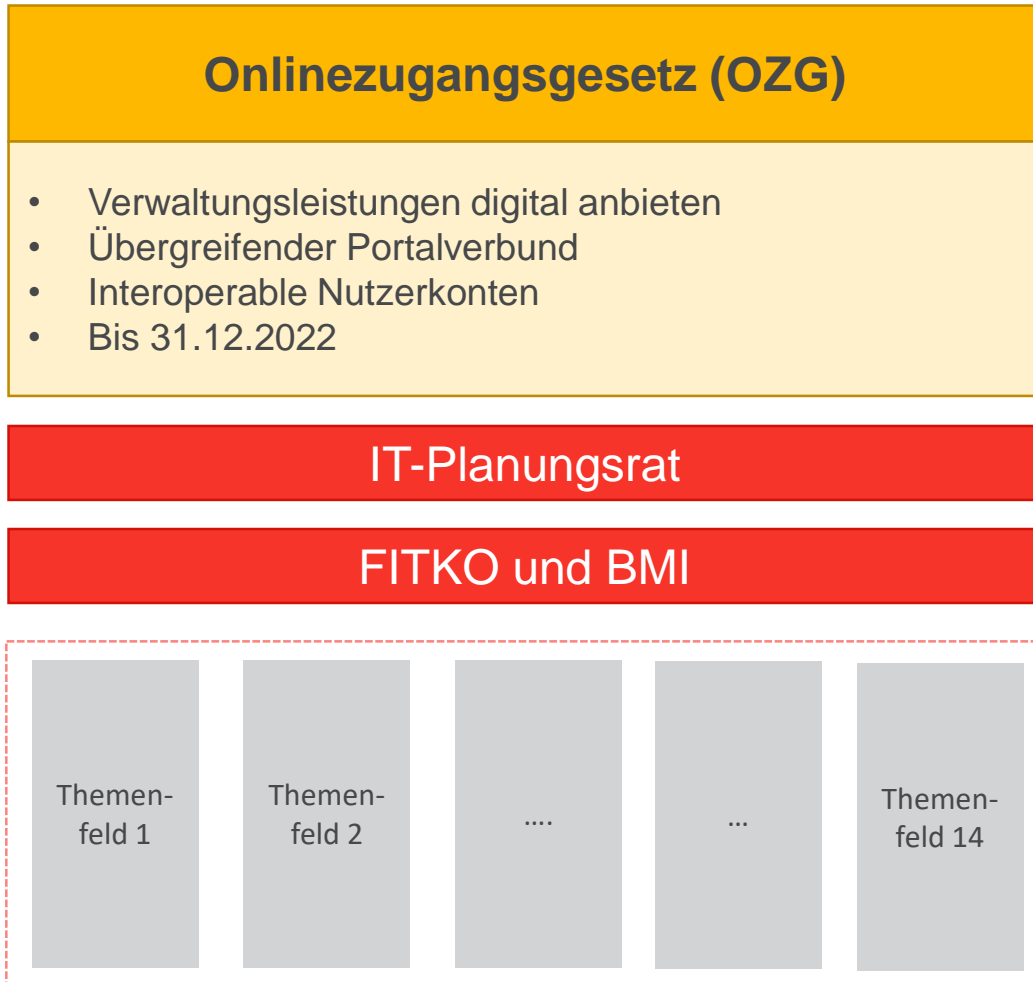 Onlinezugangsgesetz (OZG)
• Verwaltungsleistungen digital anbieten
• Übergreifender Portalverbund
• Interoperable Nutzerkonten
• Bis 31.12.2022
IT-Planungsrat
FITKO und BMI
Themen-
feld 1
Themen-
feld 2
....
...
Themen-
feld 14